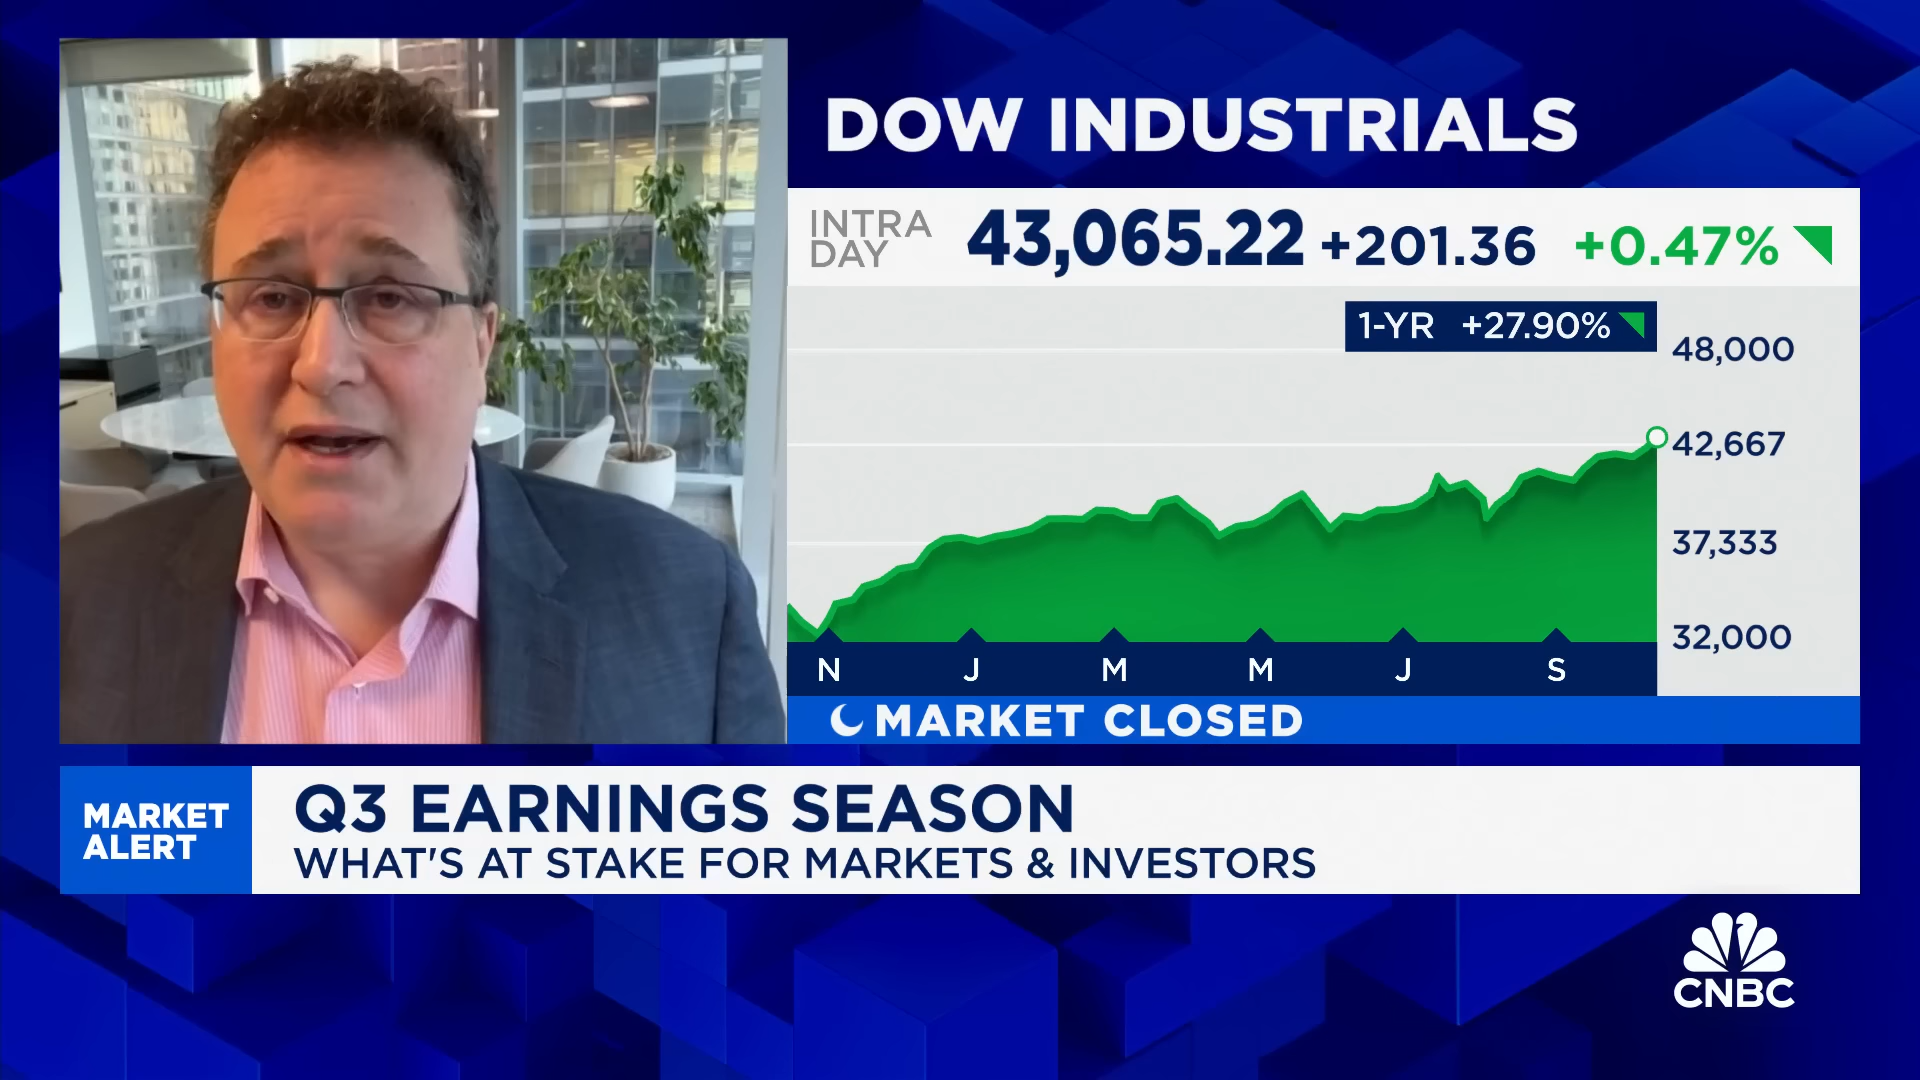 DOW INDUSTRIALS
INTRA DAY 43,065.22 +201.36 +0.47%
1-YR +27.90%
48,000
42,667
37,333
32,000
N J M M J S
MARKET CLOSED
MARKET ALERT
Q3 EARNINGS SEASON
WHAT'S AT STAKE FOR MARKETS & INVESTORS
CNBC